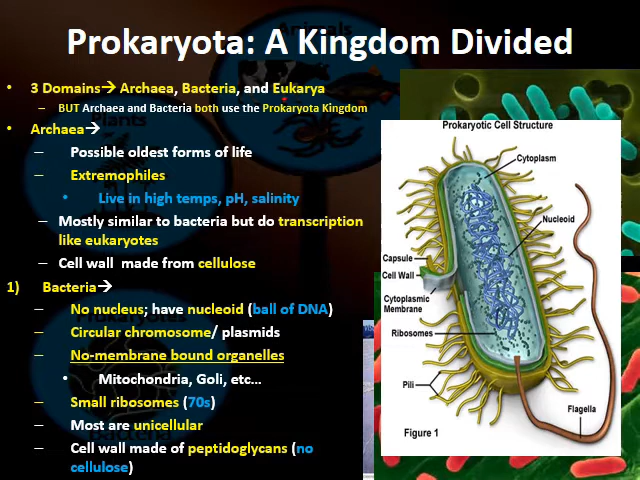 Prokaryota: A Kingdom Divided
• 3 Domains→ Archaea, Bacteria, and Eukarya
– BUT Archaea and Bacteria both use the Prokaryota Kingdom
• Archaea→
– Possible oldest forms of life
– Extremophiles
• Live in high temps, pH, salinity
– Mostly similar to bacteria but do transcription
like eukaryotes
– Cell wall made from cellulose
1) Bacteria→
– No nucleus; have nucleoid (ball of DNA)
– Circular chromosome/ plasmids
– No-membrane bound organelles
• Mitochondria, Goli, etc…
– Small ribosomes (70s)
– Most are unicellular
– Cell wall made of peptidoglycans (no
cellulose)
Prokaryotic Cell Structure
Cytoplasm
Nucleoid
Capsule
Cell Wall
Cytoplasmic
Membrane
Ribosomes
Pili
Flagella
Figure 1
Animals
Plants
Bacteria